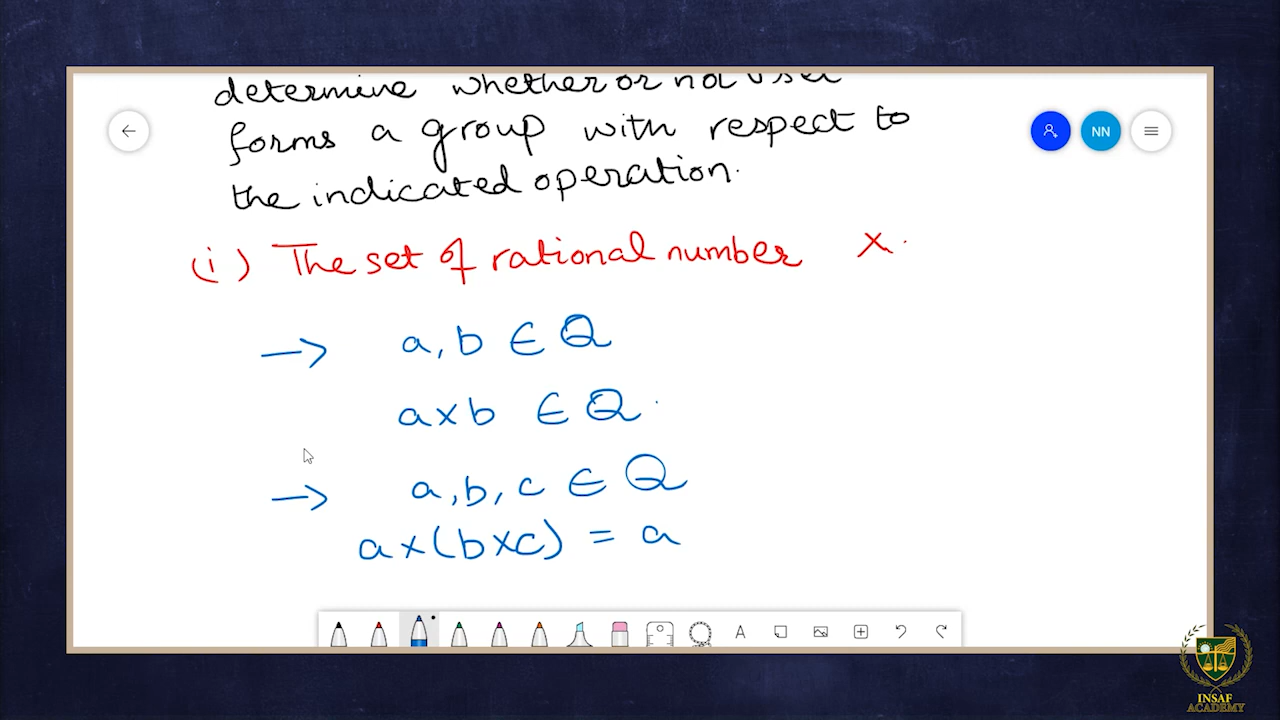 determine whether or not set
forms a group with respect to
the indicated operation.
NN
(i) The set of rational number ×.
→ a, b ∈ Q
a×b ∈ Q.
→ a, b, c ∈ Q
a×(b×c) = a
A
INSAF
ACADEMY